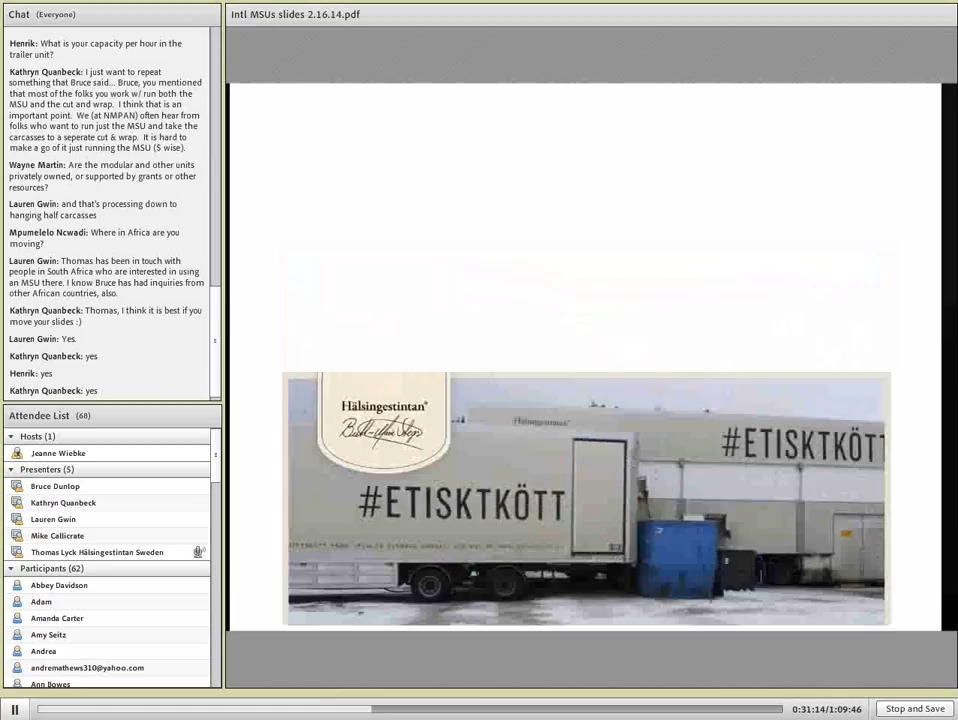 Chat (Everyone)
Intl MSUs slides 2.16.14.pdf
Henrik: What is your capacity per hour in the
trailer unit?
Kathryn Quanbeck: I just want to repeat
something that Bruce said... Bruce, you mentioned
that most of the folks you work w/ run both the
MSU and the cut and wrap. I think that is an
important point. We (at NMPAN) often hear from
folks who want to run just the MSU and take the
carcasses to a seperate cut & wrap. It is hard to
make a go of it just running the MSU ($ wise).
Wayne Martin: Are the modular and other units
privately owned, or supported by grants or other
resources?
Lauren Gwin: and that's processing down to
hanging half carcasses
Mpumelelo Ncwadi: Where in Africa are you
moving?
Lauren Gwin: Thomas has been in touch with
people in South Africa who are interested in using
an MSU there. I know Bruce has had inquiries from
other African countries, also.
Kathryn Quanbeck: Thomas, I think it is best if you
move your slides :)
Lauren Gwin: Yes.
Kathryn Quanbeck: yes
Henrik: yes
Kathryn Quanbeck: yes
Attendee List (68)
Hosts (1)
Jeanne Wiebke
Presenters (5)
Bruce Dunlop
Kathryn Quanbeck
Lauren Gwin
Mike Callicrate
Thomas Lyck Hälsingestintan Sweden
Participants (62)
Abbey Davidson
Adam
Amanda Carter
Amy Seitz
Andrea
andremathews310@yahoo.com
Ann Bowes
Hälsingestintan®
Hälsingestintan
#ETISKTKÖTT
#ETISKTKÖTT
0:31:14/1:09:46
Stop and Save